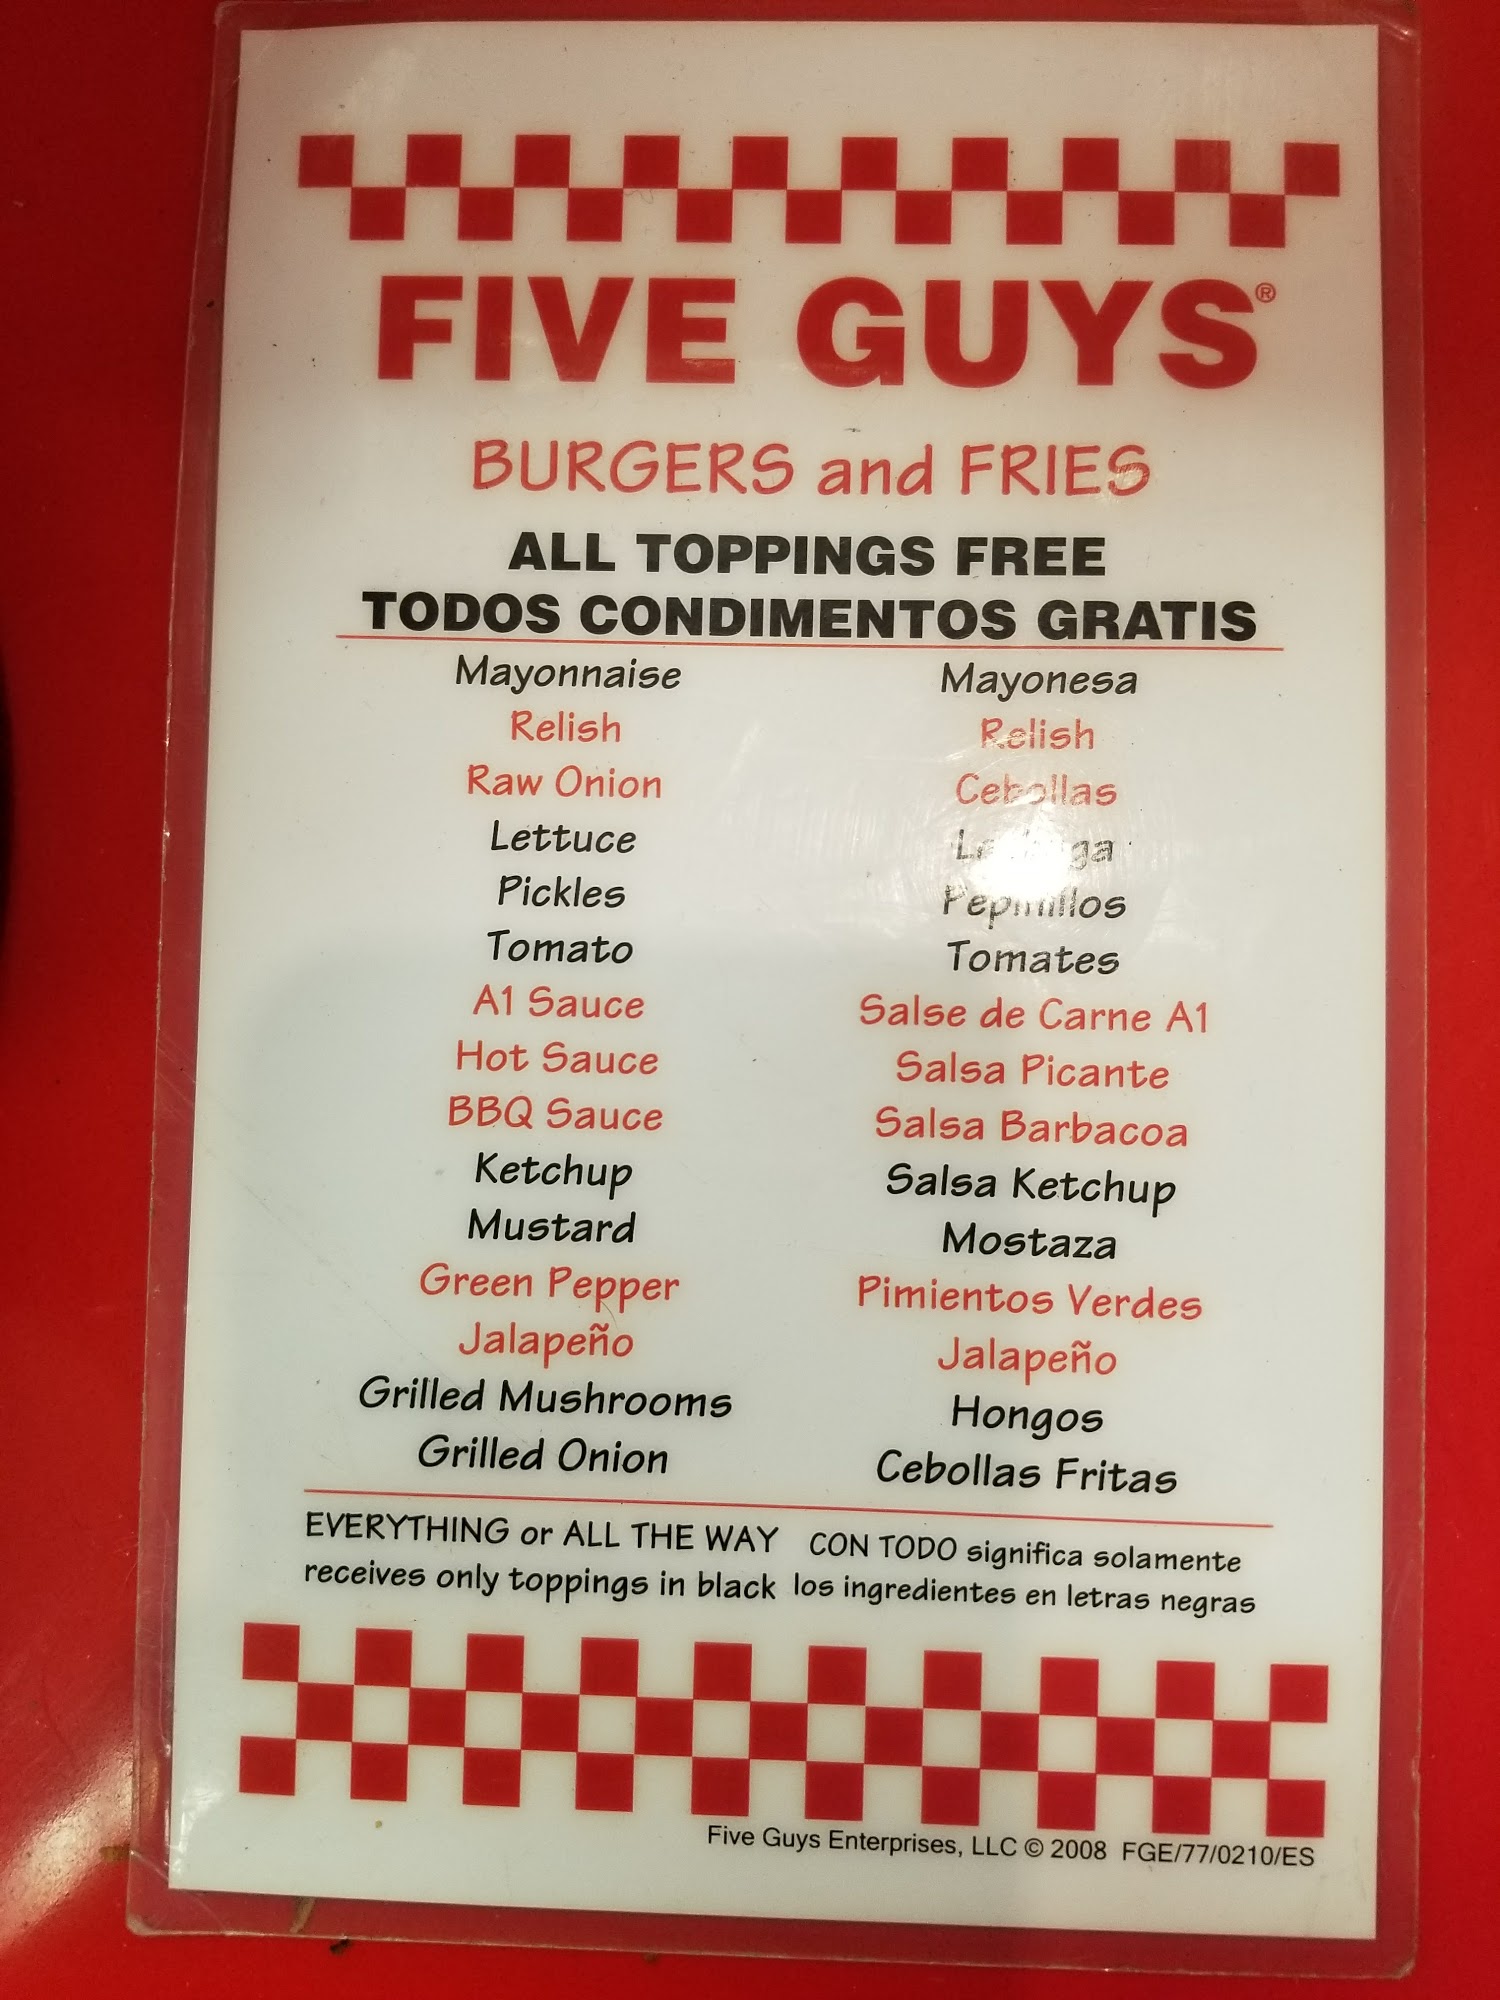 FIVE GUYS®
BURGERS and FRIES
ALL TOPPINGS FREE
TODOS CONDIMENTOS GRATIS
Mayonnaise Mayonesa
Relish Relish
Raw Onion Cebollas
Lettuce
Pickles Pepinillos
Tomato Tomates
A1 Sauce Salse de Carne A1
Hot Sauce Salsa Picante
BBQ Sauce Salsa Barbacoa
Ketchup Salsa Ketchup
Mustard Mostaza
Green Pepper Pimientos Verdes
Jalapeño Jalapeño
Grilled Mushrooms Hongos
Grilled Onion Cebollas Fritas
EVERYTHING or ALL THE WAY CON TODO significa solamente
receives only toppings in black los ingredientes en letras negras
Five Guys Enterprises, LLC © 2008 FGE/77/0210/ES